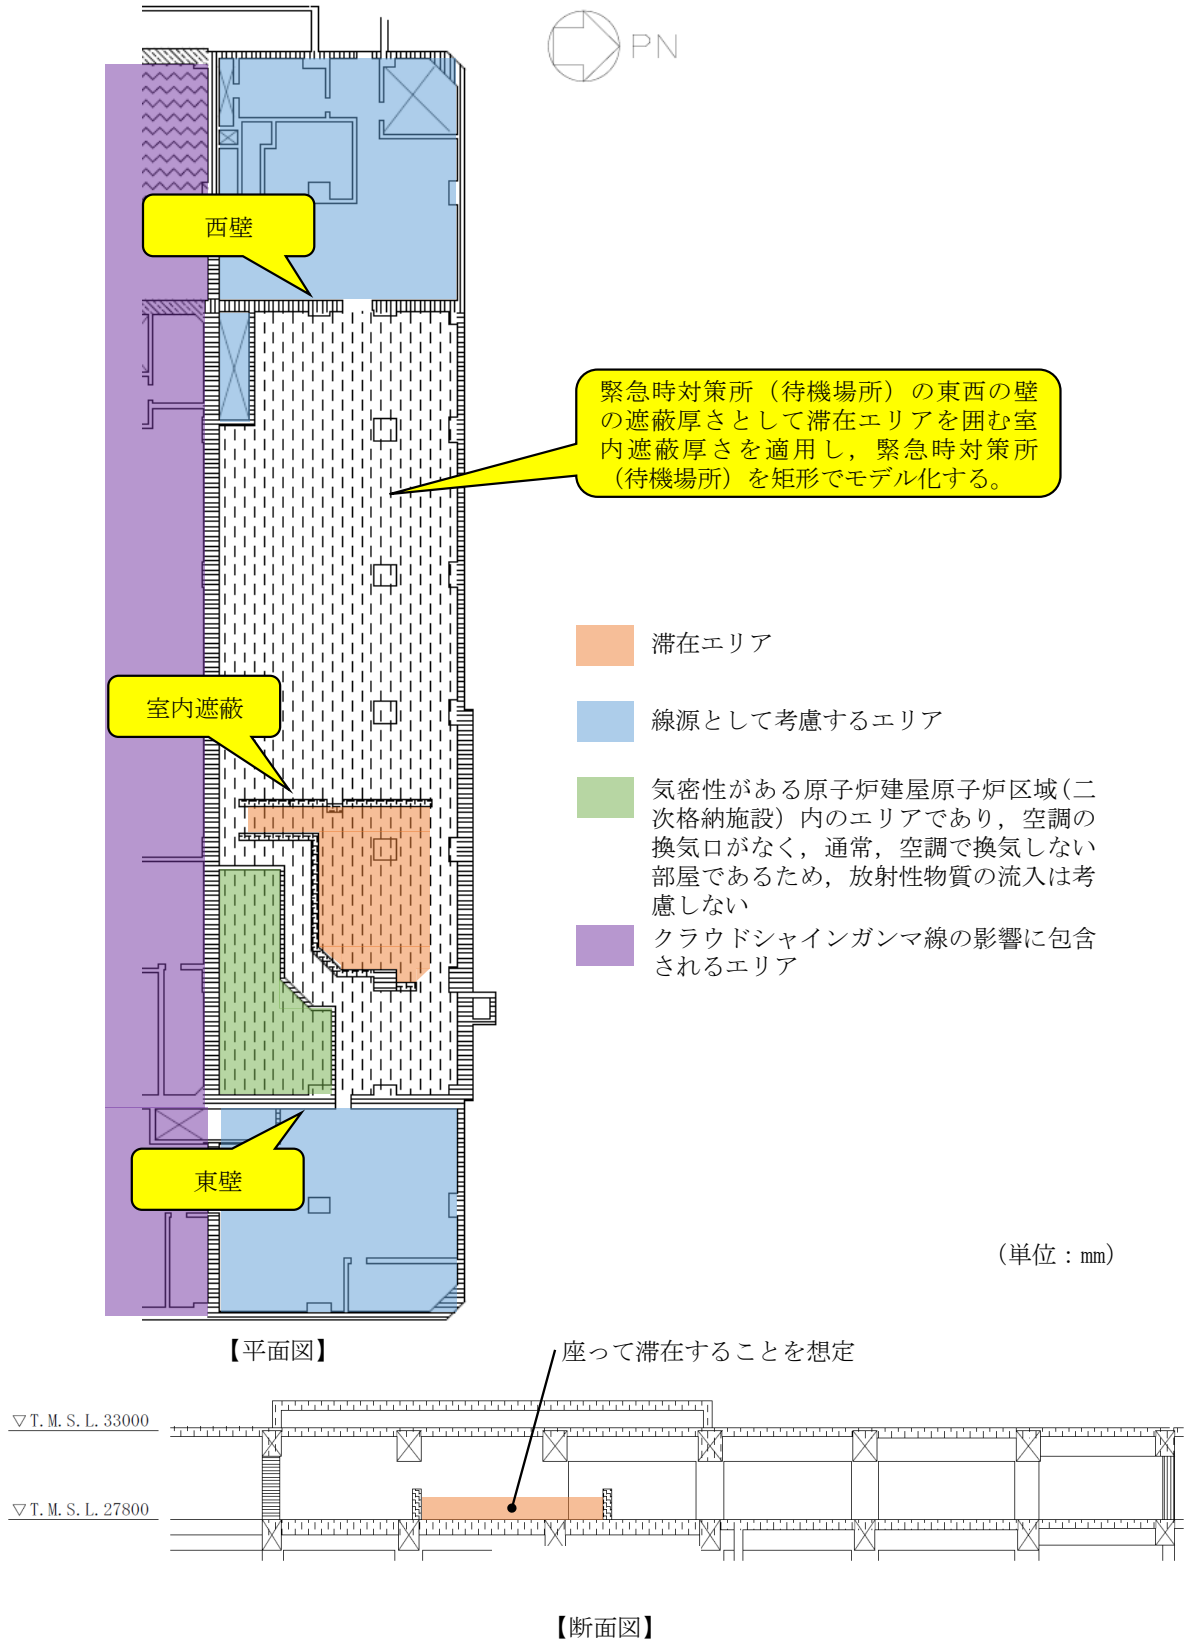 PN
西壁
緊急時対策所(待機場所)の東西の壁
の遮蔽厚さとして滞在エリアを囲む室
内遮蔽厚さを適用し,緊急時対策所
(待機場所)を矩形でモデル化する。
滞在エリア
室内遮蔽
線源として考慮するエリア
気密性がある原子炉建屋原子炉区域(二
次格納施設)内のエリアであり,空調の
換気口がなく,通常,空調で換気しない
部屋であるため,放射性物質の流入は考
慮しない
クラウドシャインガンマ線の影響に包含
されるエリア
東壁
(単位:mm)
【平面図】
座って滞在することを想定
▽T.M.S.L.33000
▽T.M.S.L.27800
【断面図】